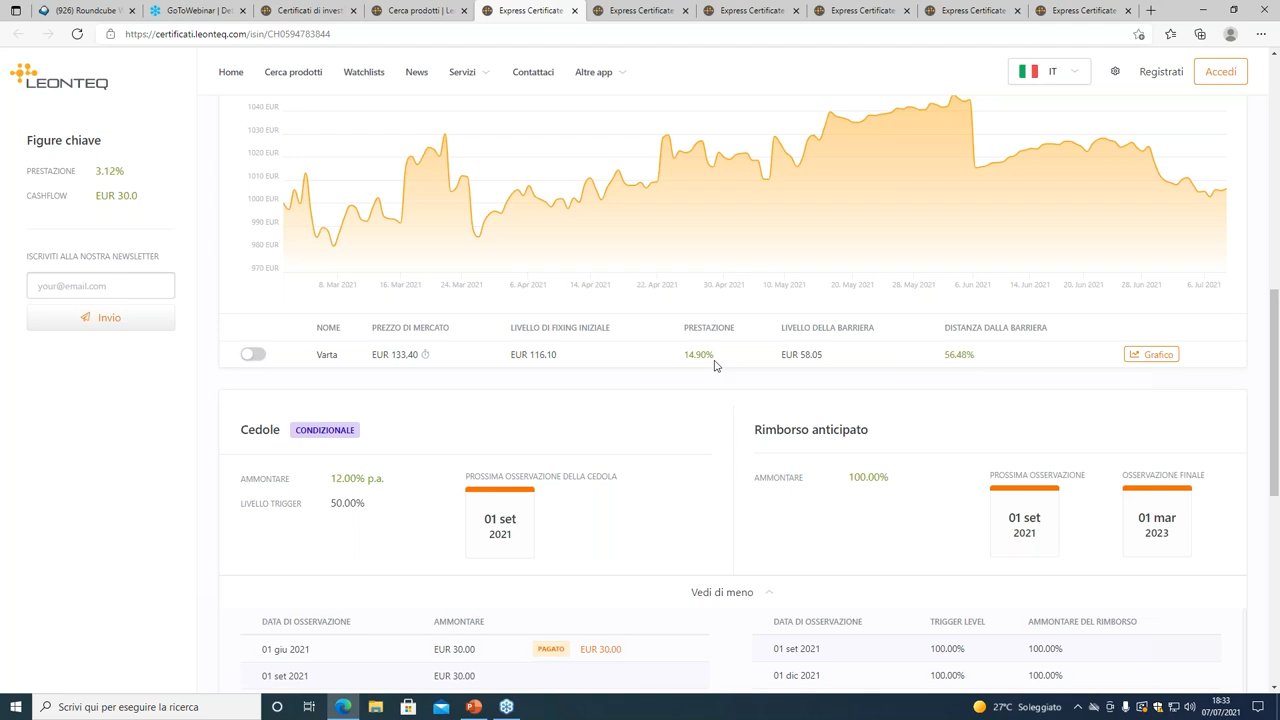 (926) Roundcube V
GoToWebinar | De
Certificati di invest
Cerca prodotti | Le
Express Certificate
Express Certificate
Express Certificate
Express Certificate
Express Certificate
Express Certificate
https://certificati.leonteq.com/isin/CH0594783844
LEONTEQ
Home
Cerca prodotti
Watchlists
News
Servizi
Contattaci
Altre app
IT
Registrati
Accedi
Figure chiave
PRESTAZIONE 3.12%
CASHFLOW EUR 30.0
ISCRIVITI ALLA NOSTRA NEWSLETTER
your@email.com
Invio
1040 EUR
1030 EUR
1020 EUR
1010 EUR
1000 EUR
990 EUR
980 EUR
970 EUR
8. Mar 2021 16. Mar 2021 24. Mar 2021 6. Apr 2021 14. Apr 2021 22. Apr 2021 30. Apr 2021 10. May 2021 20. May 2021 28. May 2021 6. Jun 2021 14. Jun 2021 20. Jun 2021 28. Jun 2021 6. Jul 2021
NOME PREZZO DI MERCATO LIVELLO DI FIXING INIZIALE PRESTAZIONE LIVELLO DELLA BARRIERA DISTANZA DALLA BARRIERA
Varta EUR 133,40 EUR 116.10 14.90% EUR 58.05 56.48% Grafico
Cedole CONDIZIONALE
AMMONTARE 12.00% p.a.
LIVELLO TRIGGER 50.00%
PROSSIMA OSSERVAZIONE DELLA CEDOLA
01 set
2021
Rimborso anticipato
AMMONTARE 100.00%
PROSSIMA OSSERVAZIONE
01 set
2021
OSSERVAZIONE FINALE
01 mar
2023
Vedi di meno
DATA DI OSSERVAZIONE AMMONTARE
01 giu 2021 EUR 30.00 PAGATO EUR 30.00
01 set 2021 EUR 30.00
DATA DI OSSERVAZIONE TRIGGER LEVEL AMMONTARE DEL RIMBORSO
01 set 2021 100.00% 100.00%
01 dic 2021 100.00% 100.00%
Scrivi qui per eseguire la ricerca
27°C Soleggiato
18:33
07/07/2021